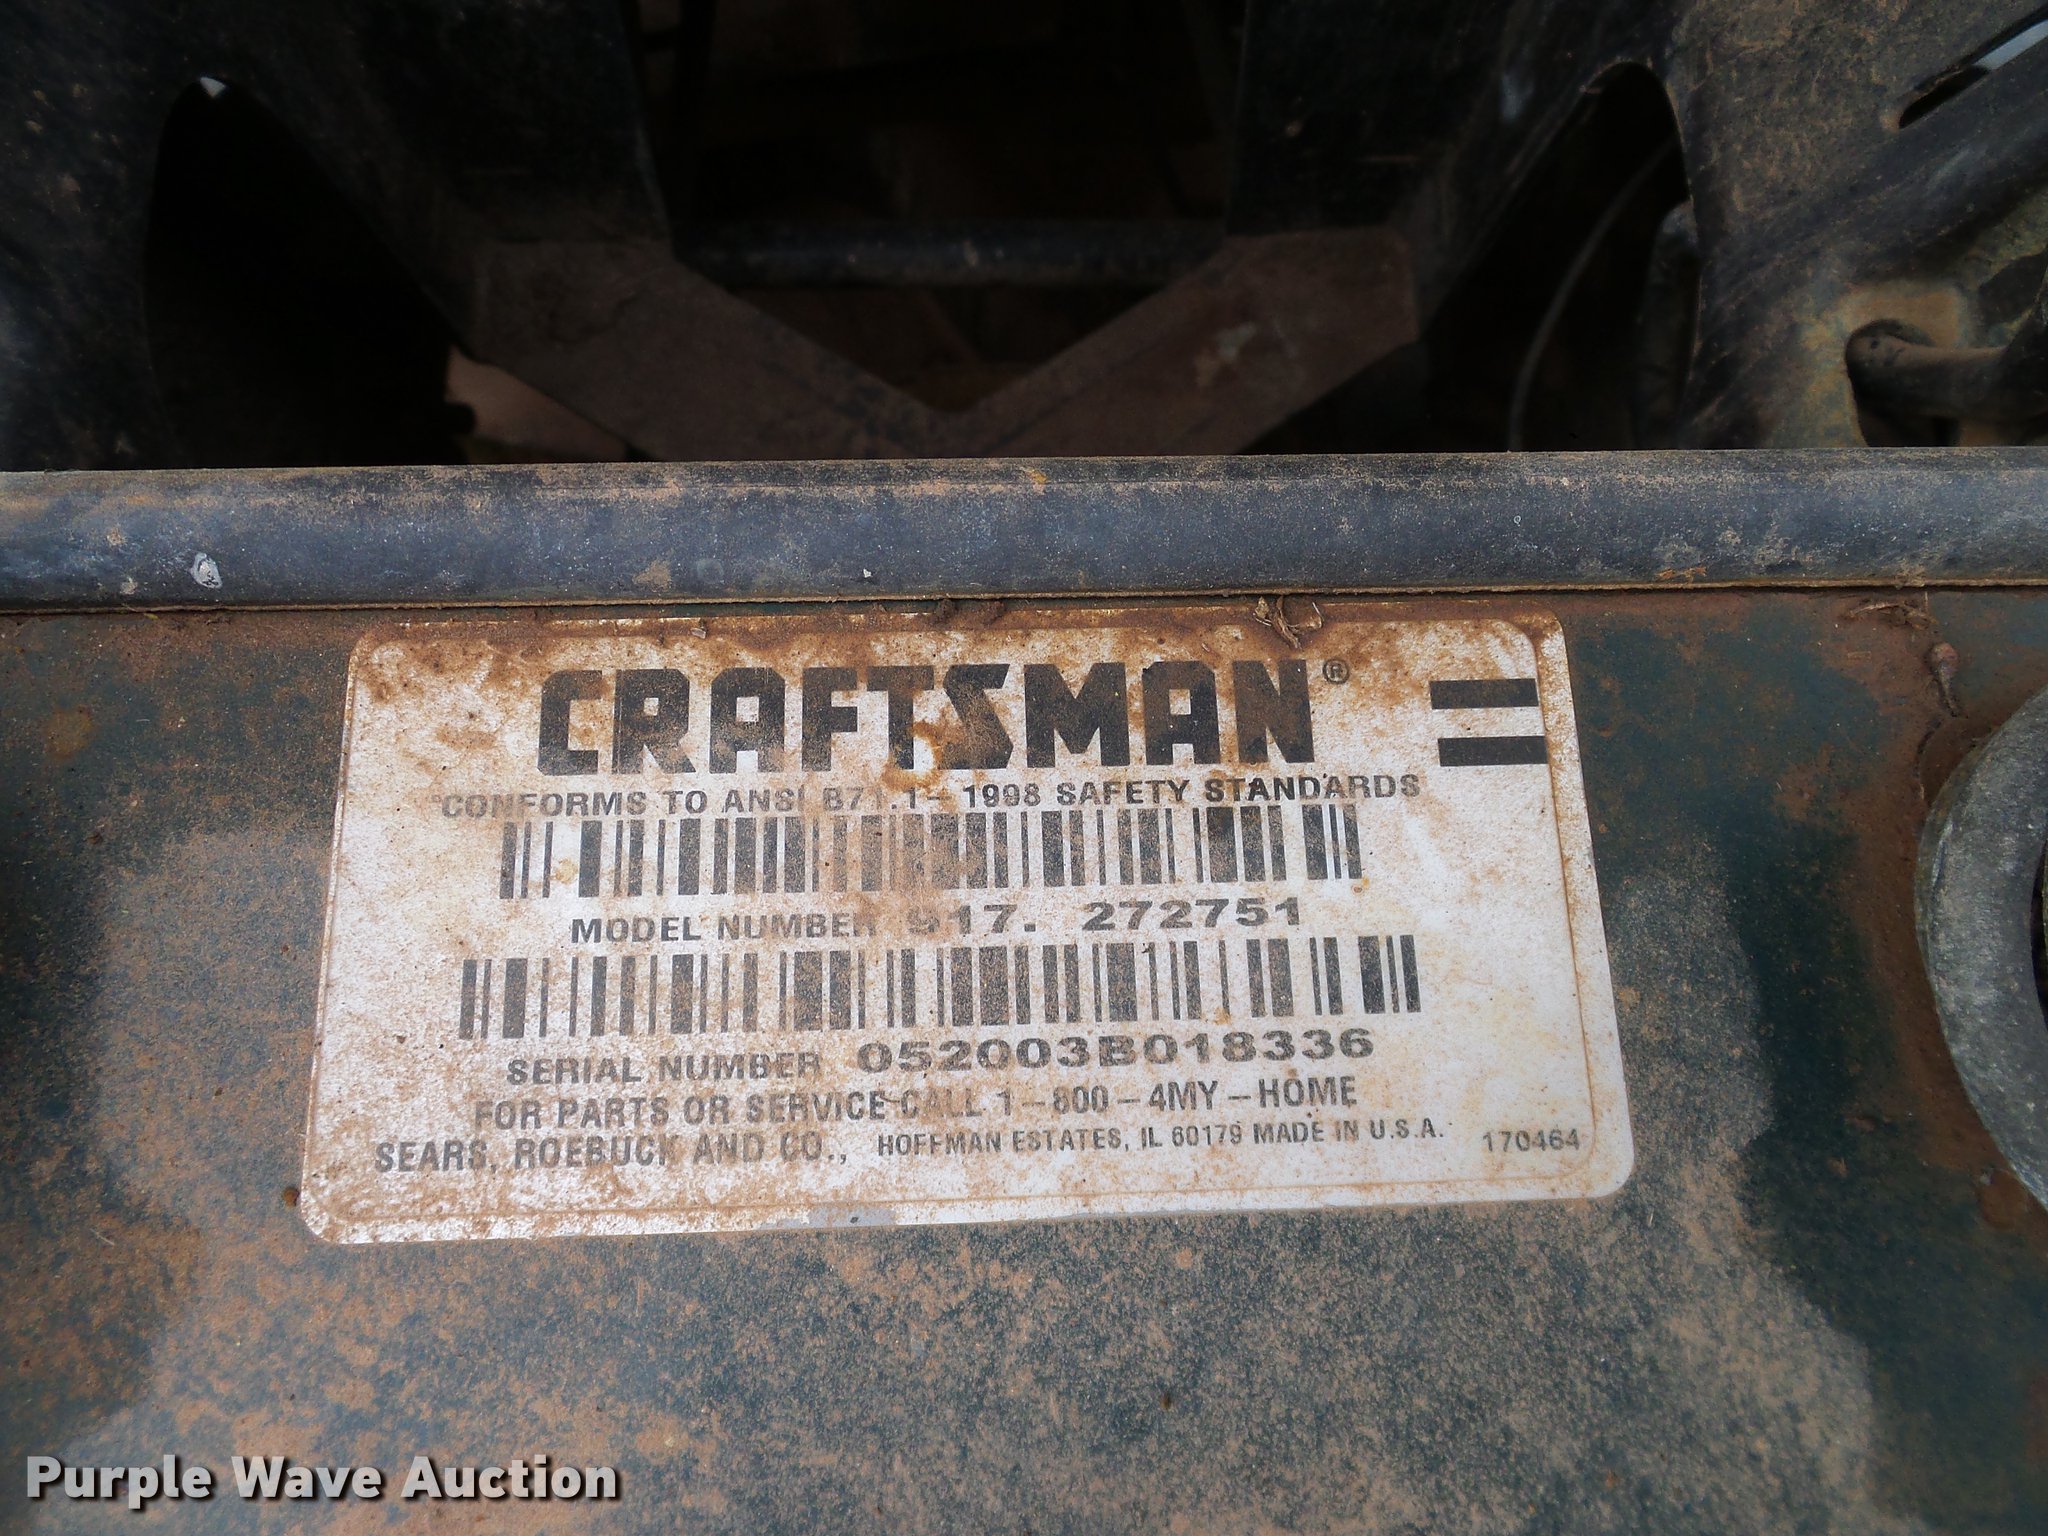 CRAFTSMAN®
CONFORMS TO ANSI B71.1-1998 SAFETY STANDARDS
MODEL NUMBER 917. 272751
SERIAL NUMBER 052003B018336
FOR PARTS OR SERVICE CALL 1-800-4MY-HOME
SEARS, ROEBUCK AND CO., HOFFMAN ESTATES, IL 60179 MADE IN U.S.A. 170464
Purple Wave Auction